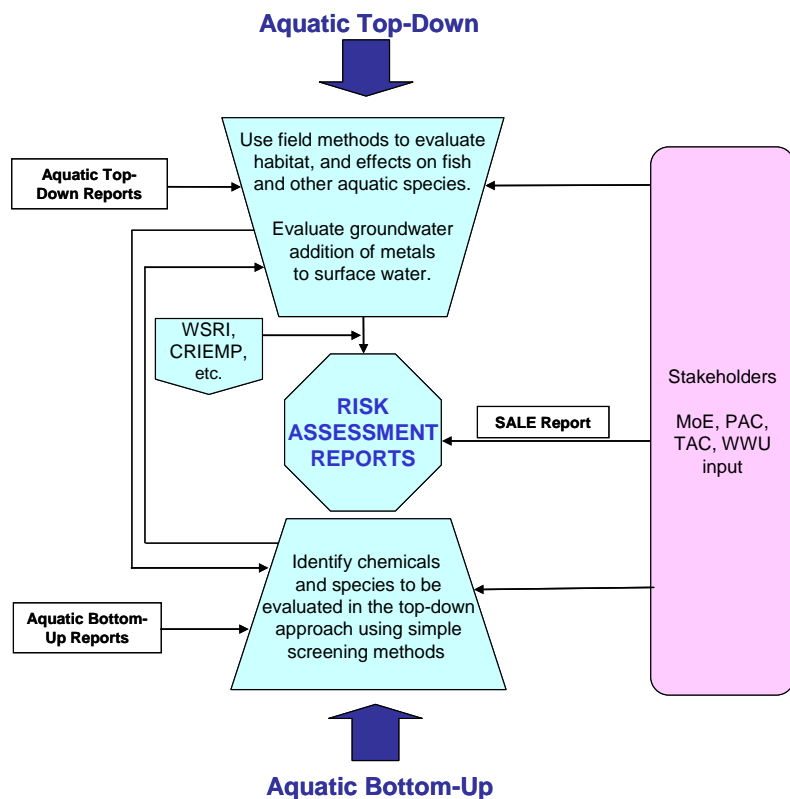 Aquatic Top-Down
Use field methods to evaluate
habitat, and effects on fish
and other aquatic species.
Evaluate groundwater
addition of metals
to surface water.
Aquatic Top-
Down Reports
WSRI,
CRIEMP,
etc.
RISK
ASSESSMENT
REPORTS
SALE Report
Stakeholders
MoE, PAC,
TAC, WWU
input
Identify chemicals
and species to be
evaluated in the top-down
approach using simple
screening methods
Aquatic Bottom-
Up Reports
Aquatic Bottom-Up